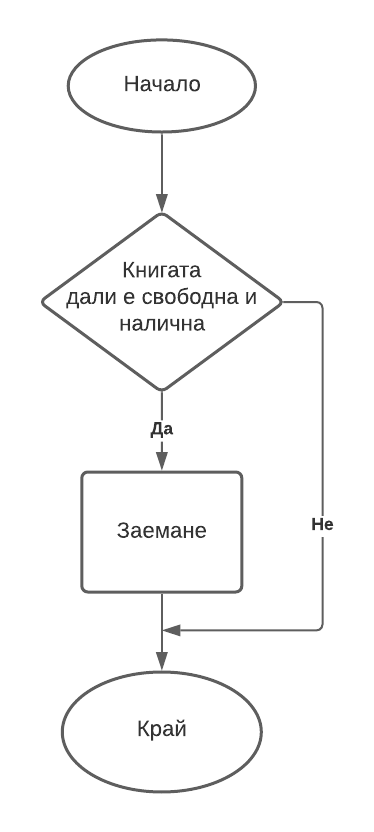 Начало
Книгата
дали е свободна и
налична
Да
Заемане
Не
Край